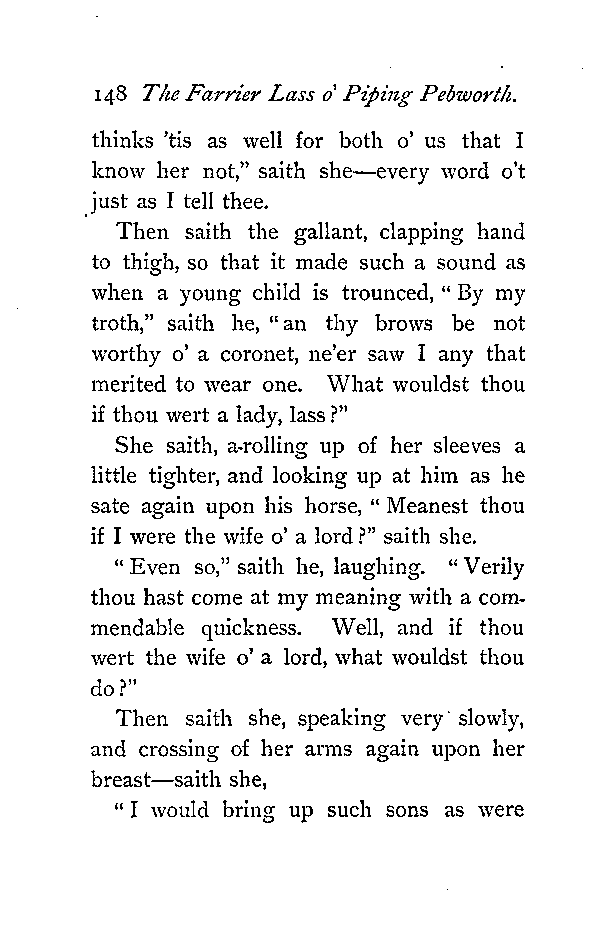 148 The Farrier Lass o' Piping Pebworth.
thinks 'tis as well for both o' us that I
know her not,” saith she—every word o't
just as I tell thee.
Then saith the gallant, clapping hand
to thigh, so that it made such a sound as
when a young child is trounced, “ By my
troth,” saith he, “an thy brows be not
worthy o' a coronet, ne'er saw I any that
merited to wear one. What wouldst thou
if thou wert a lady, lass ?”
She saith, a-rolling up of her sleeves a
little tighter, and looking up at him as he
sate again upon his horse, “ Meanest thou
if I were the wife o' a lord ?” saith she.
“ Even so,” saith he, laughing. “ Verily
thou hast come at my meaning with a com-
mendable quickness. Well, and if thou
wert the wife o' a lord, what wouldst thou
do ?”
Then saith she, speaking very slowly,
and crossing of her arms again upon her
breast—saith she,
“ I would bring up such sons as were